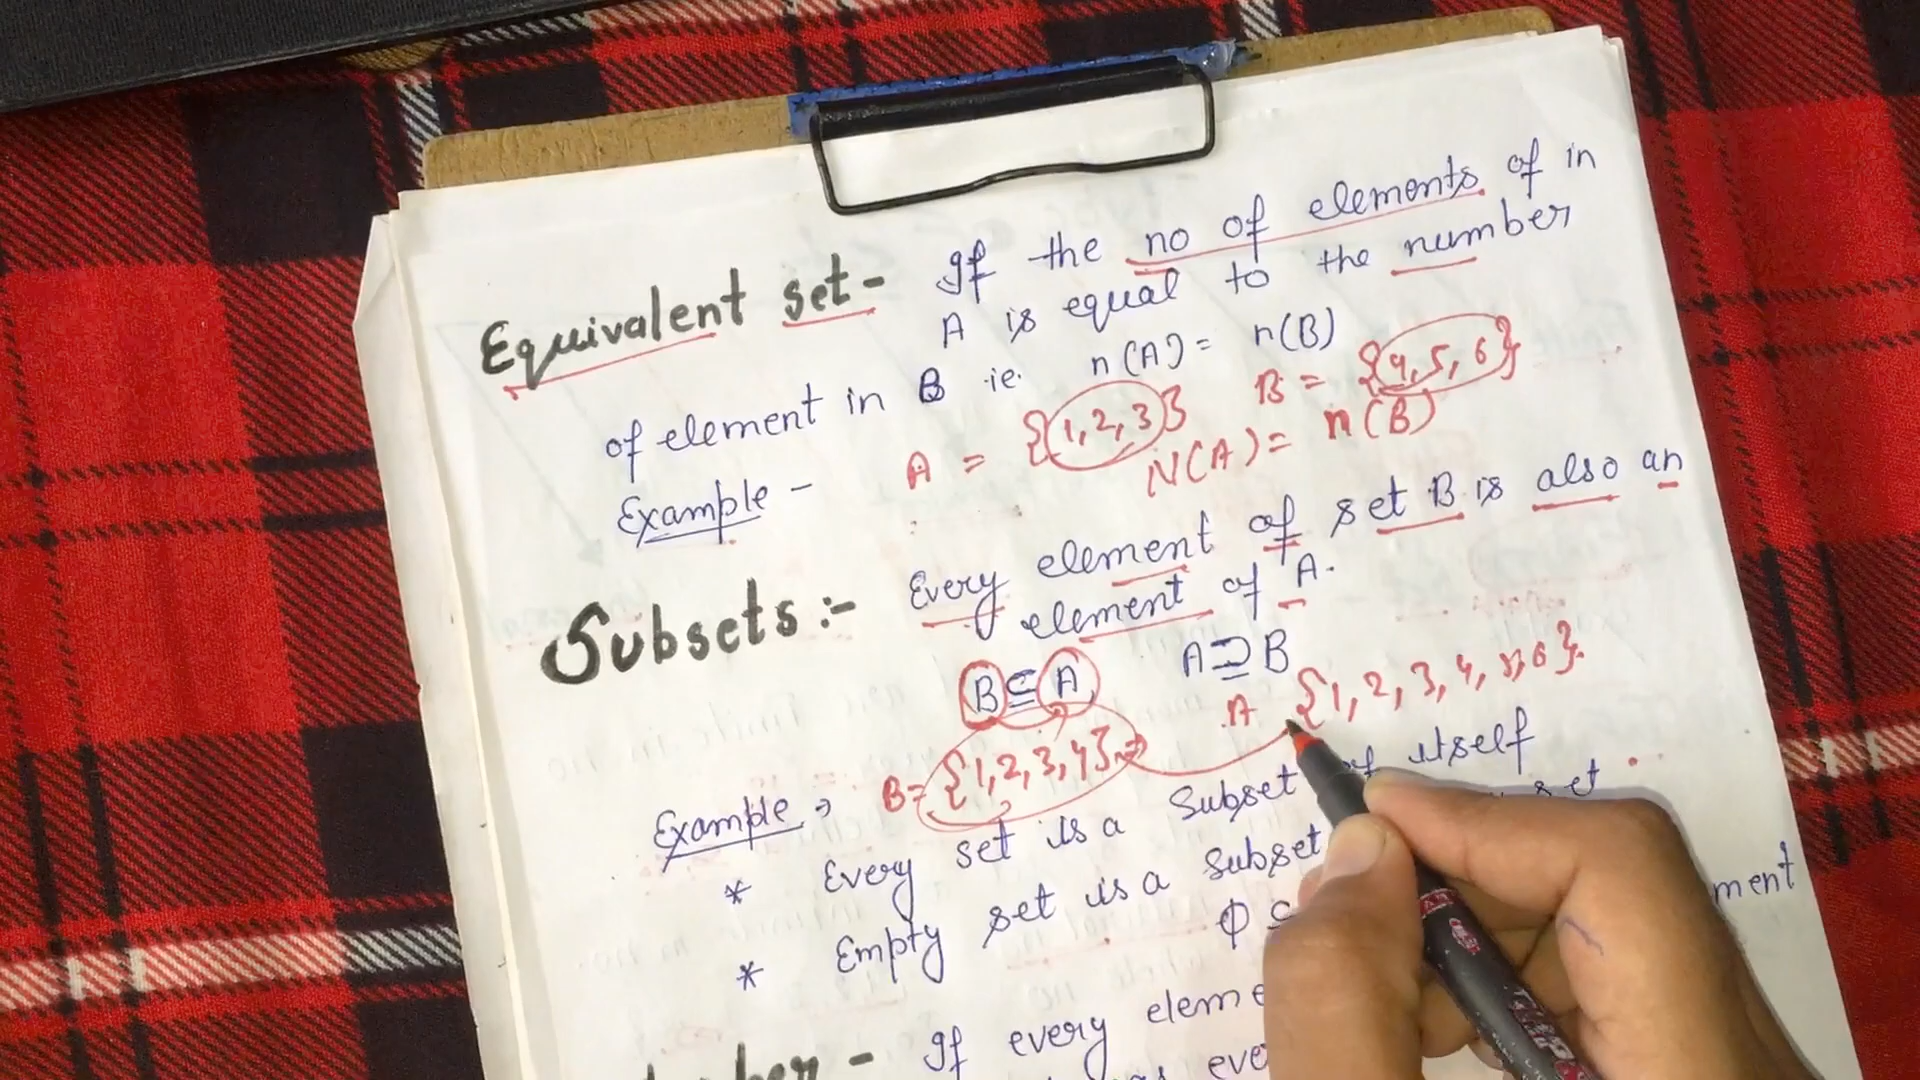 Equivalent set- If the no of elements of in
A is equal to the number
of element in B ie. n(A) = n(B)
Example - A = {1,2,3} B = {4,5,6}
N(A) = n(B)
Subsets:- Every element of set B is also an
element of A.
B⊆A A⊇B
Example → B= {1,2,3,4} ⇒ A {1,2,3,4,5,6}.
* Every set is a Subset of itself
* Empty set is a subset set
Φ ⊆ ment
If every eleme
eve